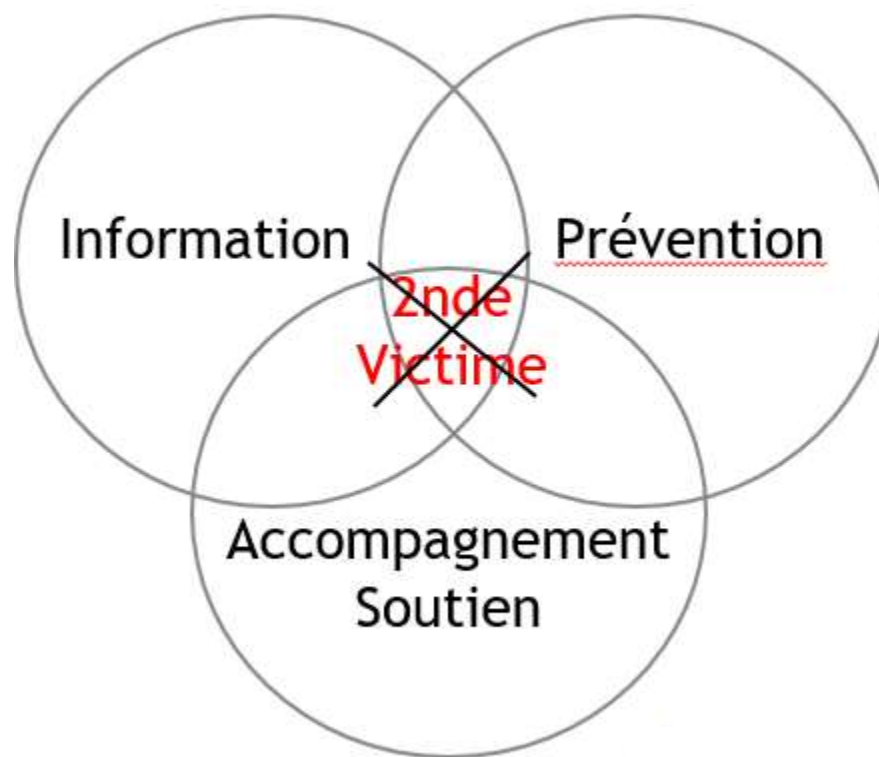 Information
Prévention
2nde
Victime
Accompagnement
Soutien